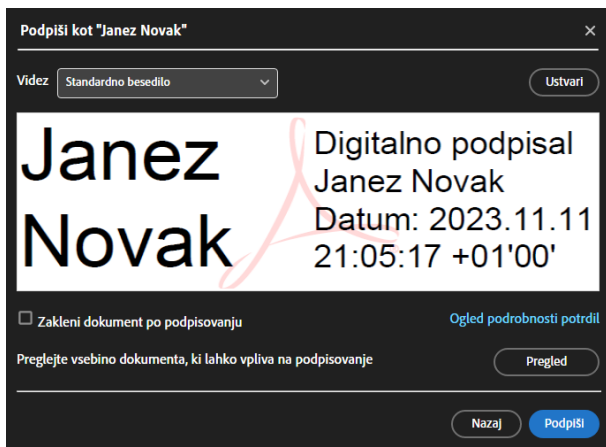 Podpiši kot "Janez Novak"
Videz Standardno besedilo Ustvari
Janez
Novak
Digitalno podpisal
Janez Novak
Datum: 2023.11.11
21:05:17 +01'00'
Zakleni dokument po podpisovanju Ogled podrobnosti potrdil
Preglejte vsebino dokumenta, ki lahko vpliva na podpisovanje Pregled
Nazaj Podpiši